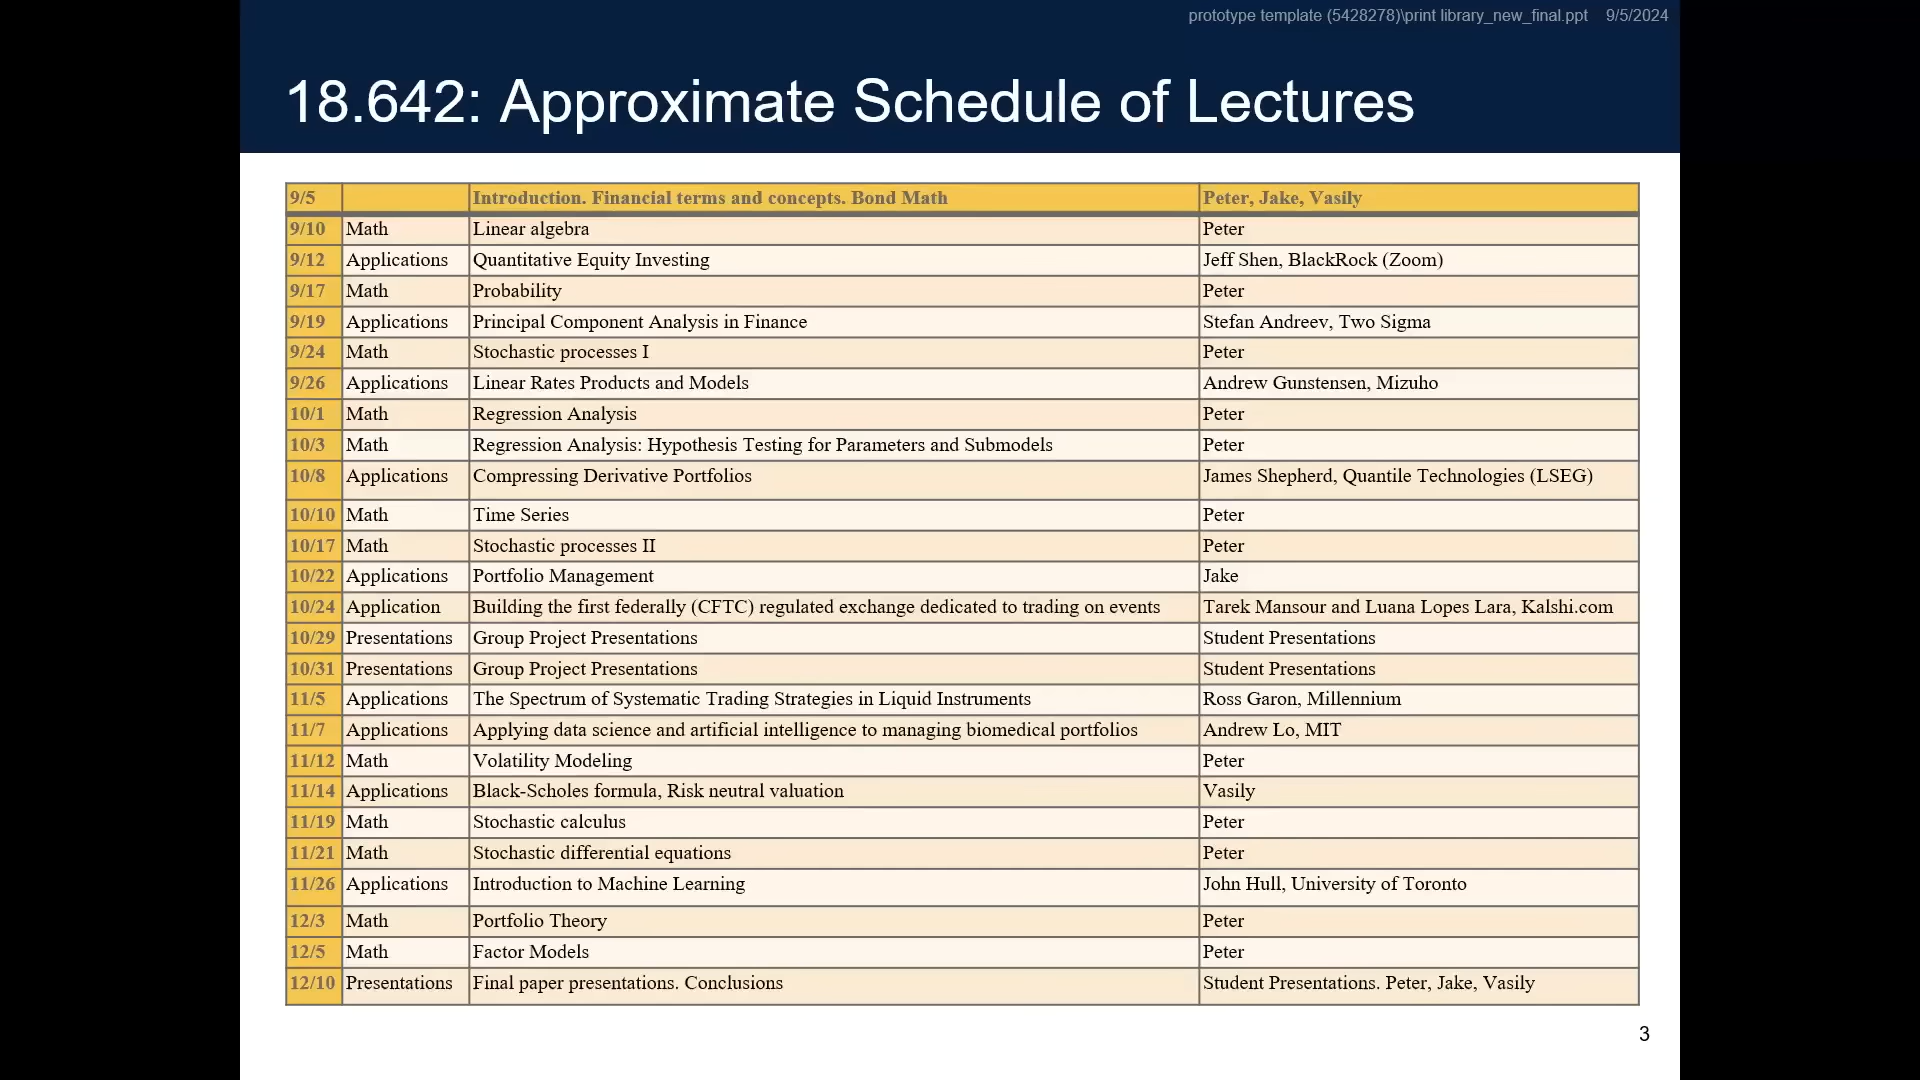 prototype template (5428278)\print library_new_final.ppt 9/5/2024
18.642: Approximate Schedule of Lectures
9/5 Introduction. Financial terms and concepts. Bond Math Peter, Jake, Vasily
9/10 Math Linear algebra Peter
9/12 Applications Quantitative Equity Investing Jeff Shen, BlackRock (Zoom)
9/17 Math Probability Peter
9/19 Applications Principal Component Analysis in Finance Stefan Andreev, Two Sigma
9/24 Math Stochastic processes I Peter
9/26 Applications Linear Rates Products and Models Andrew Gunstensen, Mizuho
10/1 Math Regression Analysis Peter
10/3 Math Regression Analysis: Hypothesis Testing for Parameters and Submodels Peter
10/8 Applications Compressing Derivative Portfolios James Shepherd, Quantile Technologies (LSEG)
10/10 Math Time Series Peter
10/17 Math Stochastic processes II Peter
10/22 Applications Portfolio Management Jake
10/24 Application Building the first federally (CFTC) regulated exchange dedicated to trading on events Tarek Mansour and Luana Lopes Lara, Kalshi.com
10/29 Presentations Group Project Presentations Student Presentations
10/31 Presentations Group Project Presentations Student Presentations
11/5 Applications The Spectrum of Systematic Trading Strategies in Liquid Instruments Ross Garon, Millennium
11/7 Applications Applying data science and artificial intelligence to managing biomedical portfolios Andrew Lo, MIT
11/12 Math Volatility Modeling Peter
11/14 Applications Black-Scholes formula, Risk neutral valuation Vasily
11/19 Math Stochastic calculus Peter
11/21 Math Stochastic differential equations Peter
11/26 Applications Introduction to Machine Learning John Hull, University of Toronto
12/3 Math Portfolio Theory Peter
12/5 Math Factor Models Peter
12/10 Presentations Final paper presentations. Conclusions Student Presentations. Peter, Jake, Vasily
3